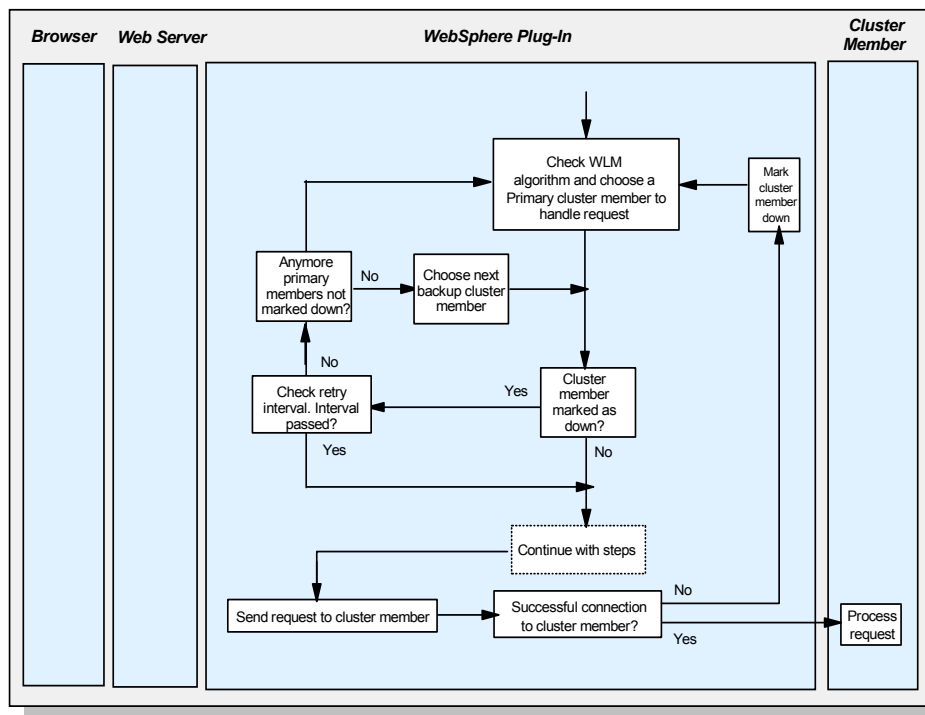 Browser
Web Server
WebSphere Plug-In
Cluster
Member
Check WLM
algorithm and choose a
Primary cluster member to
handle request
Mark
cluster
member
down
Anymore
primary
members not
marked down?
No
Choose next
backup cluster
member
No
Check retry
interval. Interval
passed?
Yes
Cluster
member
marked as
down?
Yes
No
Continue with steps
Send request to cluster member
Successful connection
to cluster member?
No
Yes
Process
request